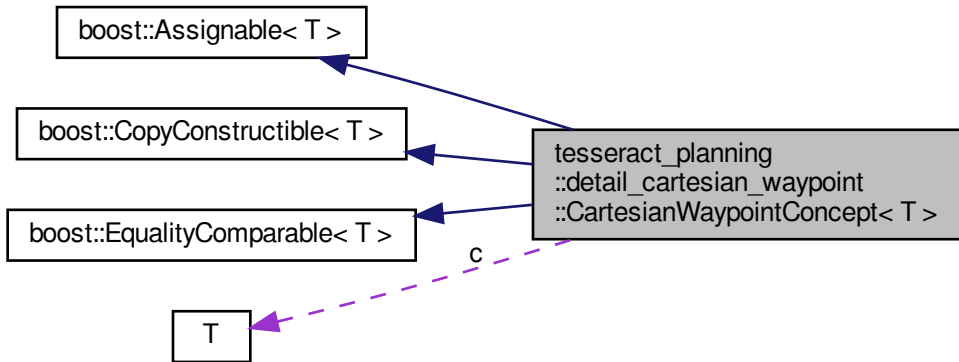 boost::Assignable< T >
boost::CopyConstructible< T >
boost::EqualityComparable< T >
T
c
tesseract_planning
::detail_cartesian_waypoint
::CartesianWaypointConcept< T >